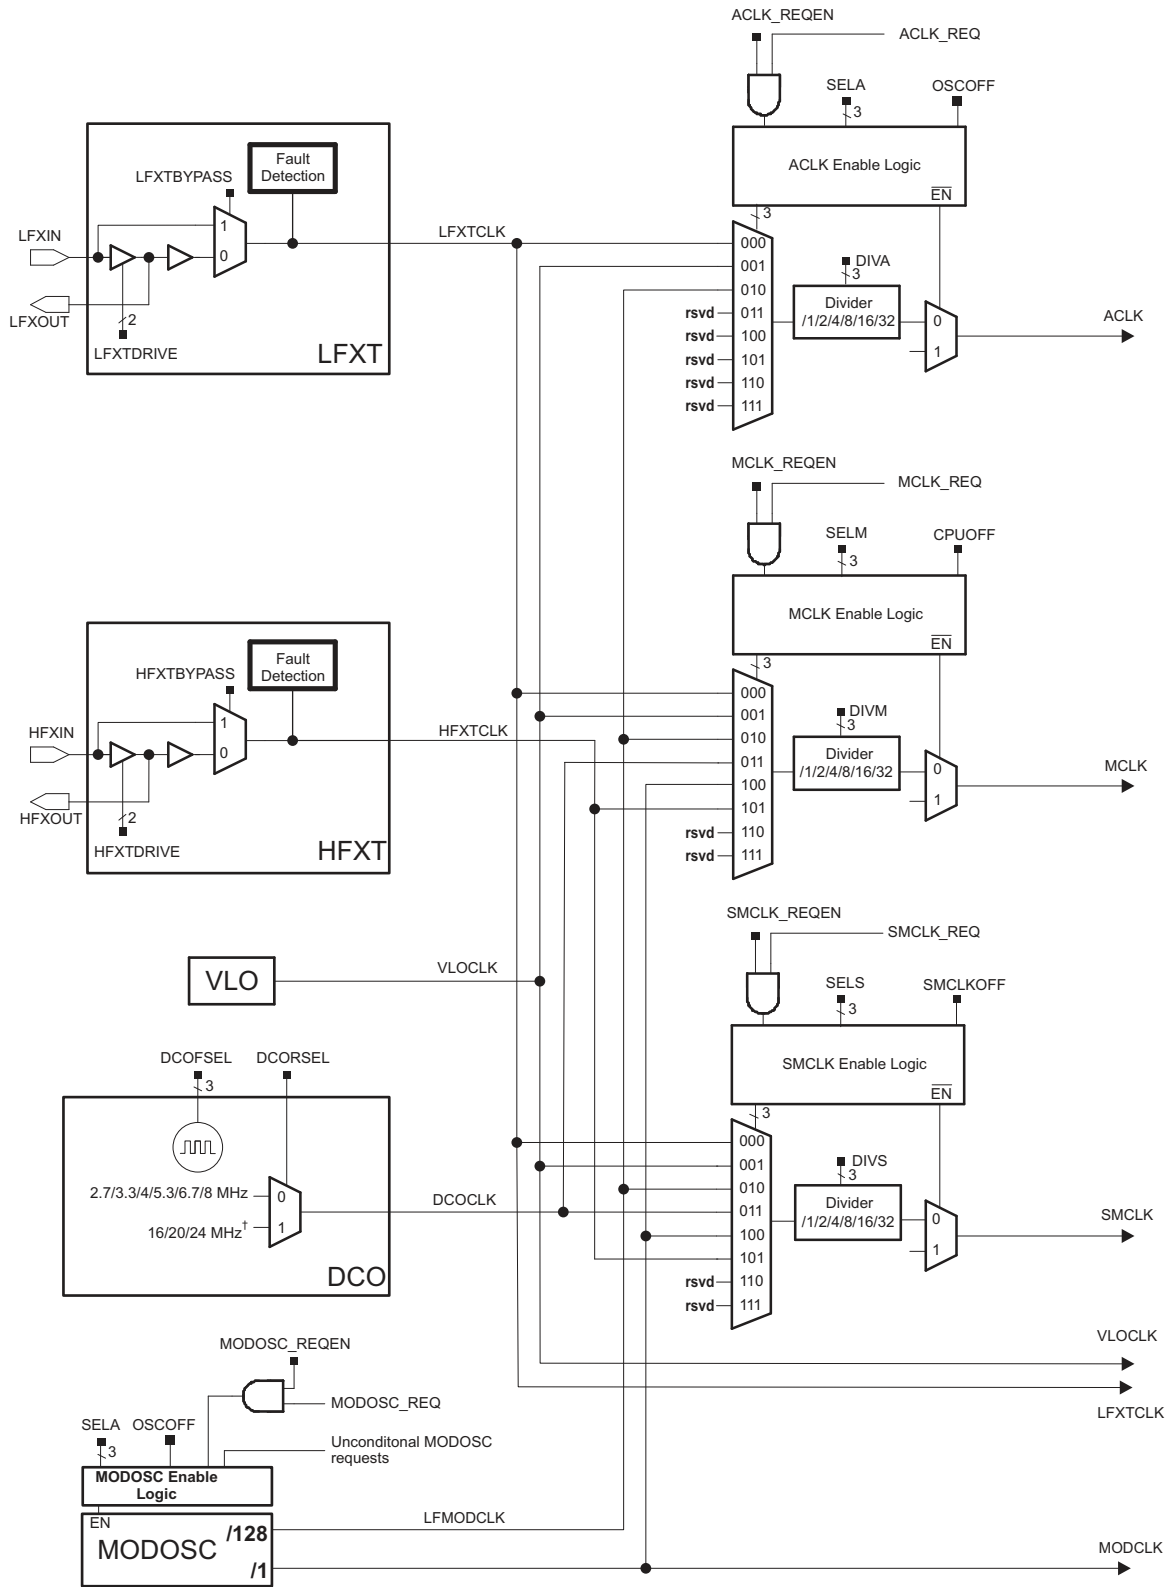 ACLK_REQEN
ACLK_REQ
SELA
OSCOFF
3
ACLK Enable Logic
EN
3
Fault
Detection
LFXTBYPASS
1
0
LFXIN
LFXOUT
2
LFXTDRIVE
LFXT
LFXTCLK
000
001
010
rsvd 011
rsvd 100
rsvd 101
rsvd 110
rsvd 111
DIVA
3
Divider
/1/2/4/8/16/32
0
1
ACLK
MCLK_REQEN
MCLK_REQ
SELM
CPUOFF
3
MCLK Enable Logic
EN
3
Fault
Detection
HFXTBYPASS
1
0
HFXIN
HFXOUT
2
HFXTDRIVE
HFXT
HFXTCLK
000
001
010
011
100
101
rsvd 110
rsvd 111
DIVM
3
Divider
/1/2/4/8/16/32
0
1
MCLK
SMCLK_REQEN
SMCLK_REQ
SELS
SMCLKOFF
3
SMCLK Enable Logic
EN
3
VLO
VLOCLK
DCOFSEL
DCORSEL
3
2.7/3.3/4/5.3/6.7/8 MHz
0
16/20/24 MHz†
1
DCO
DCOCLK
000
001
010
011
100
101
rsvd 110
rsvd 111
DIVS
3
Divider
/1/2/4/8/16/32
0
1
SMCLK
VLOCLK
LFXTCLK
MODOSC_REQEN
MODOSC_REQ
SELA
OSCOFF
3
Unconditonal MODOSC
requests
MODOSC Enable
Logic
EN
MODOSC
/128
/1
LFMODCLK
MODCLK